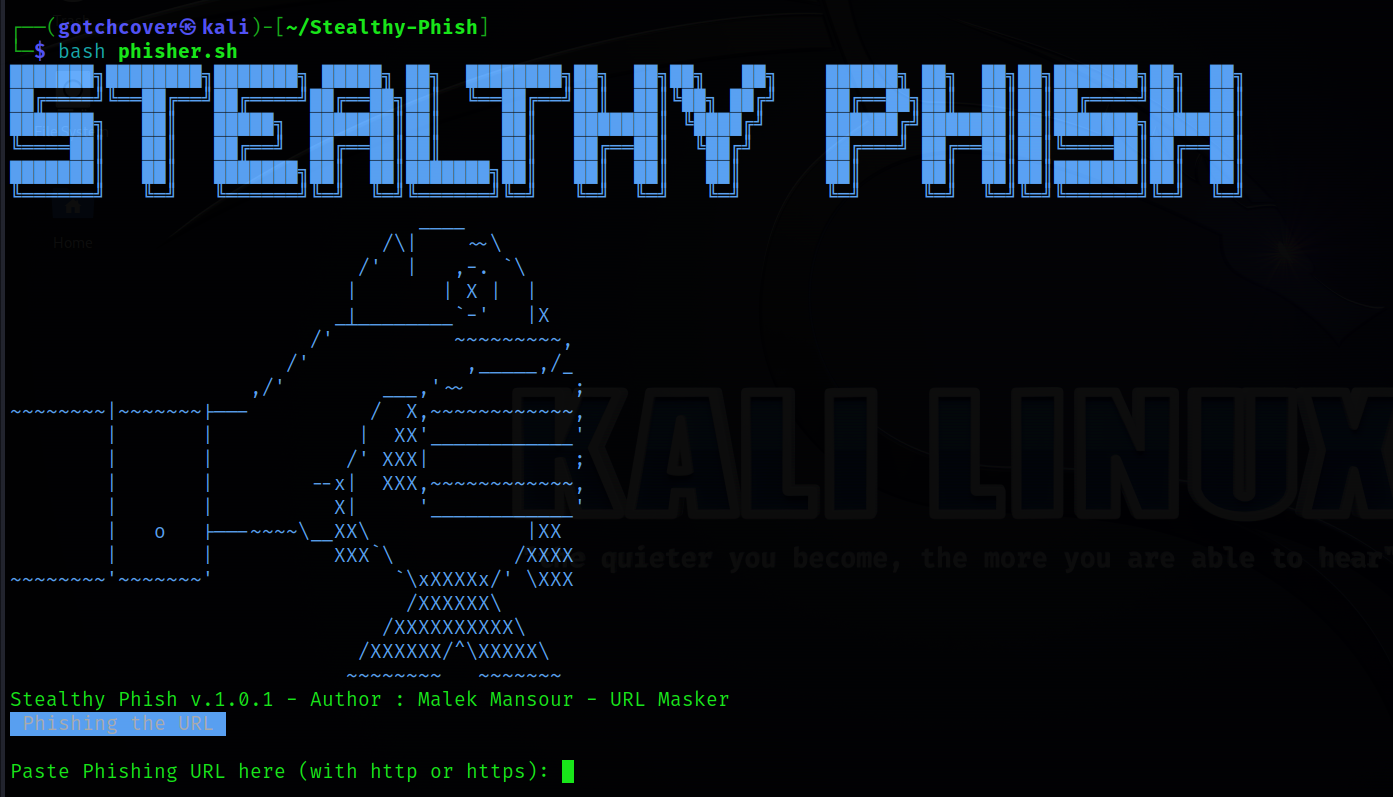 (gotchcover㉿kali)-[~/Stealthy-Phish]
$ bash phisher.sh
STEALTHY PHISH
Home
KALI LINUX
quieter you become, the more you are able to hear
Stealthy Phish v.1.0.1 - Author : Malek Mansour - URL Masker
Phishing the URL
Paste Phishing URL here (with http or https):